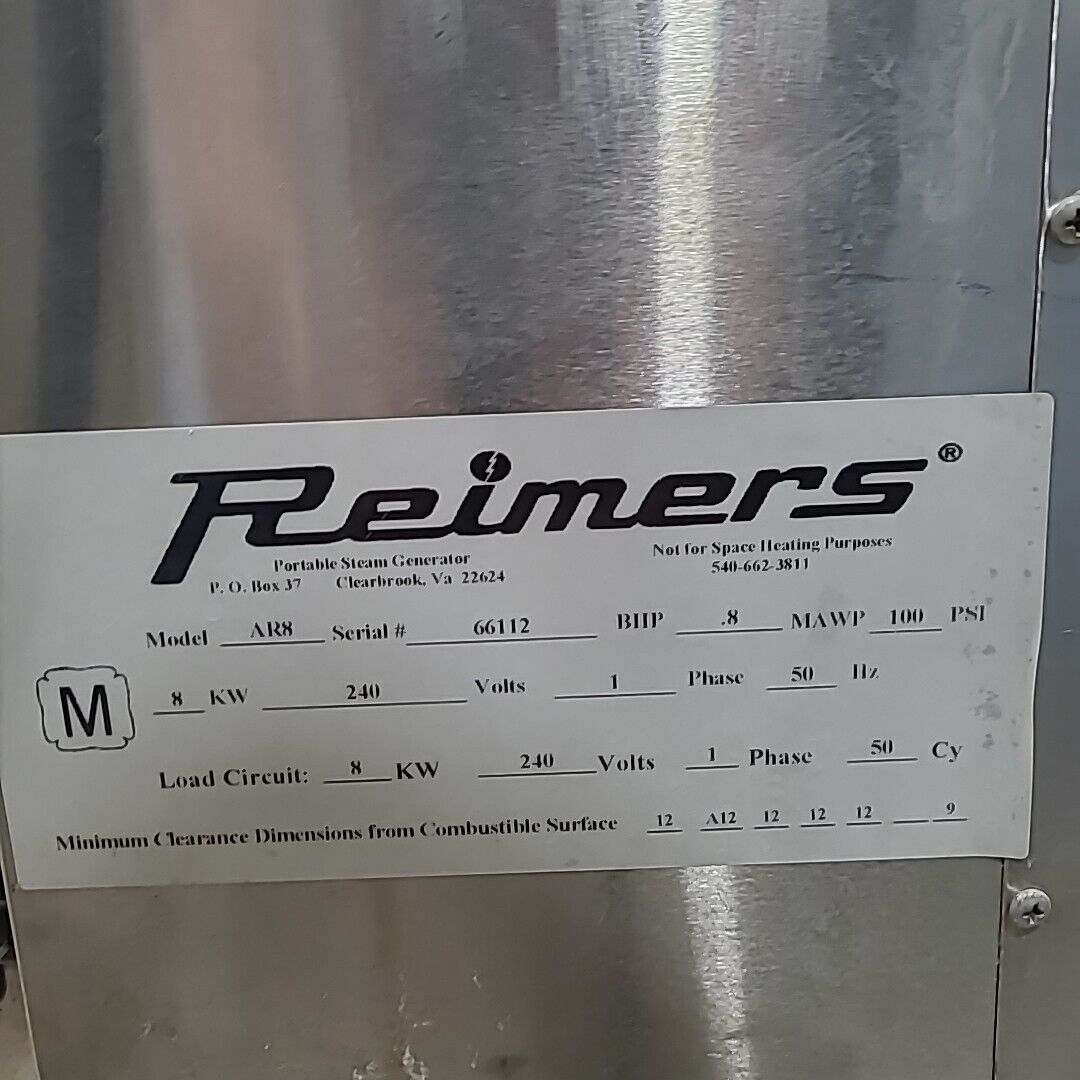 Reimers®
Portable Steam Generator Not for Space Heating Purposes
P. O. Box 37 Clearbrook, Va 22624 540-662-3811
Model AR8 Serial # 66112 BHP .8 MAWP 100 PSI
M
8 KW 240 Volts 1 Phase 50 Hz
Load Circuit: 8 KW 240 Volts 1 Phase 50 Cy
Minimum Clearance Dimensions from Combustible Surface 12 A12 12 12 12 __ 9